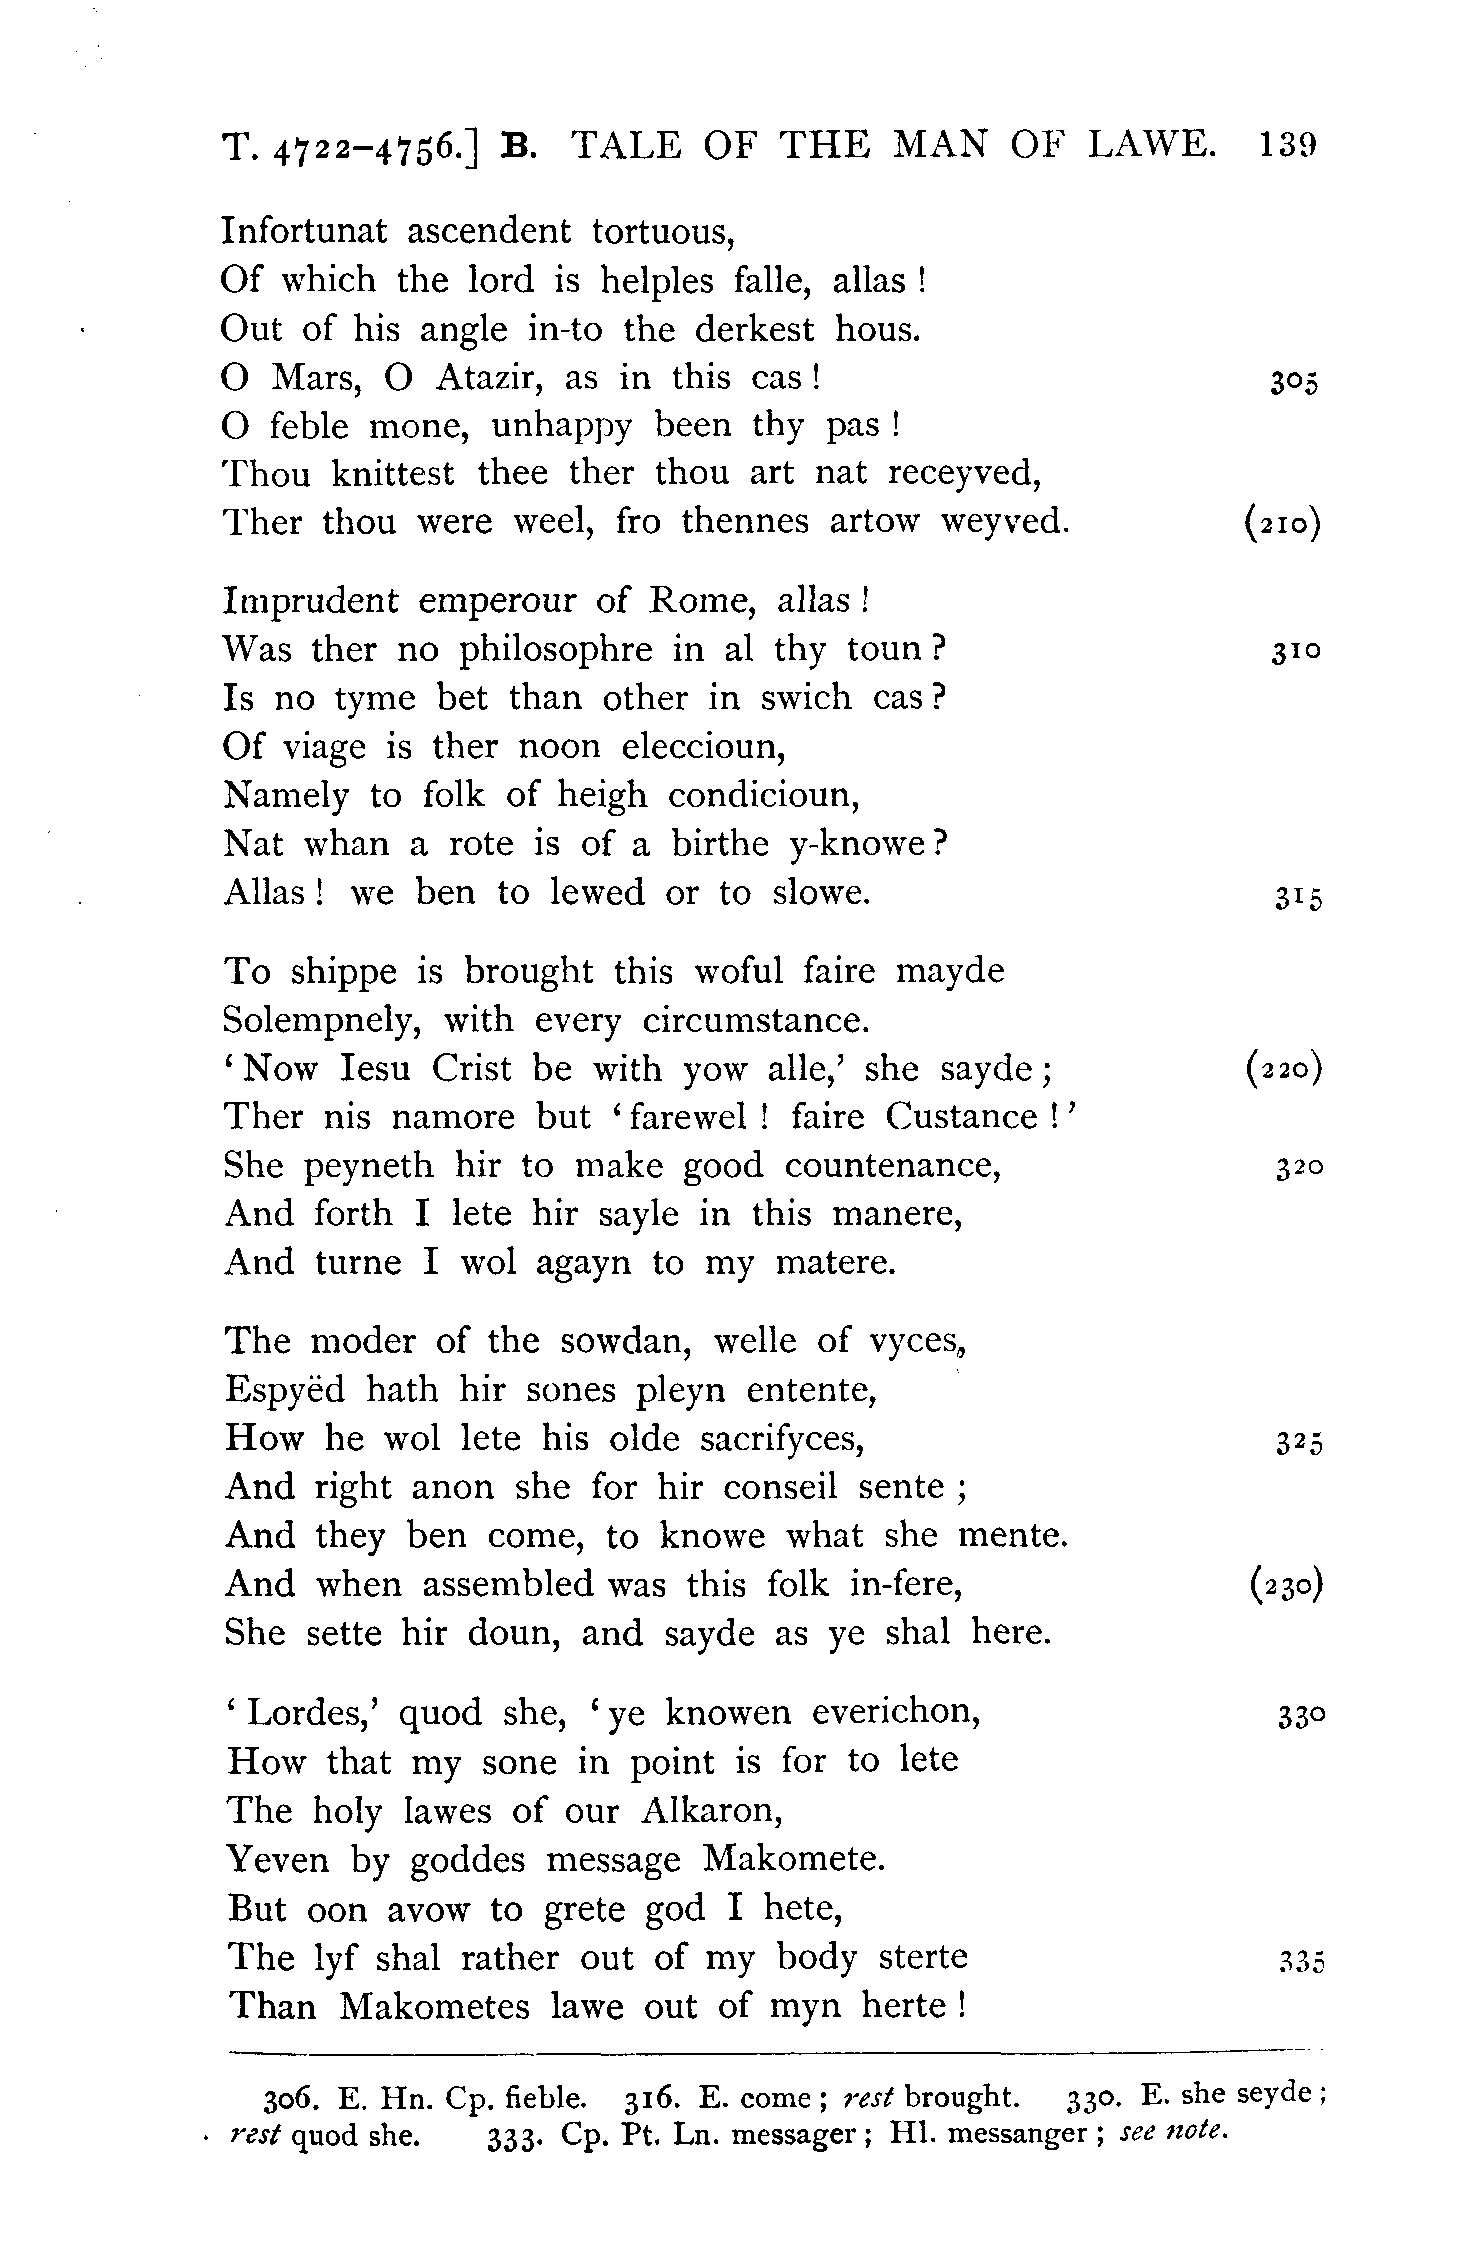 T. 4722–4756.] B. TALE OF THE MAN OF LAWE. 139
Infortunat ascendent tortuous,
Of which the lord is helples falle, allas !
Out of his angle in-to the derkest hous.
O Mars, O Atazir, as in this cas ! 305
O feble mone, unhappy been thy pas !
Thou knittest thee ther thou art nat receyved,
Ther thou were weel, fro thennes artow weyved. (210)
Imprudent emperour of Rome, allas !
Was ther no philosophre in al thy toun ? 310
Is no tyme bet than other in swich cas ?
Of viage is ther noon eleccioun,
Namely to folk of heigh condicioun,
Nat whan a rote is of a birthe y-knowe ?
Allas ! we ben to lewed or to slowe. 315
To shippe is brought this woful faire mayde
Solempnely, with every circumstance.
‘ Now Iesu Crist be with yow alle,’ she sayde ; (220)
Ther nis namore but ‘ farewel ! faire Custance ! ’
She peyneth hir to make good countenance, 320
And forth I lete hir sayle in this manere,
And turne I wol agayn to my matere.
The moder of the sowdan, welle of vyces,
Espyëd hath hir sones pleyn entente,
How he wol lete his olde sacrifyces, 325
And right anon she for hir conseil sente ;
And they ben come, to knowe what she mente.
And when assembled was this folk in-fere, (230)
She sette hir doun, and sayde as ye shal here.
‘ Lordes,’ quod she, ‘ ye knowen everichon, 330
How that my sone in point is for to lete
The holy lawes of our Alkaron,
Yeven by goddes message Makomete.
But oon avow to grete god I hete,
The lyf shal rather out of my body sterte 335
Than Makometes lawe out of myn herte !
306. E. Hn. Cp. fieble. 316. E. come ; rest brought. 330. E. she seyde ;
rest quod she. 333. Cp. Pt. Ln. messager ; Hl. messanger ; see note.